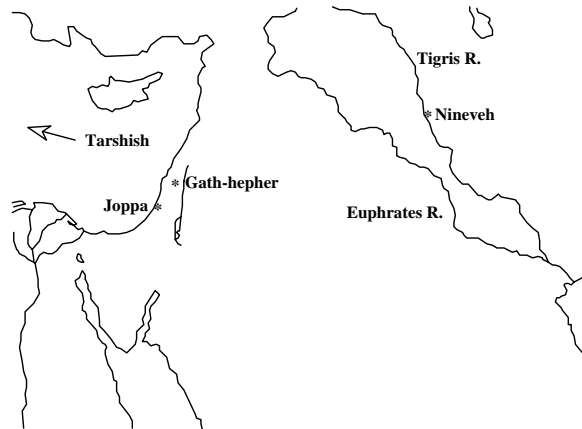 Tigris R.
* Nineveh
Tarshish
* Gath-hepher
Joppa *
Euphrates R.